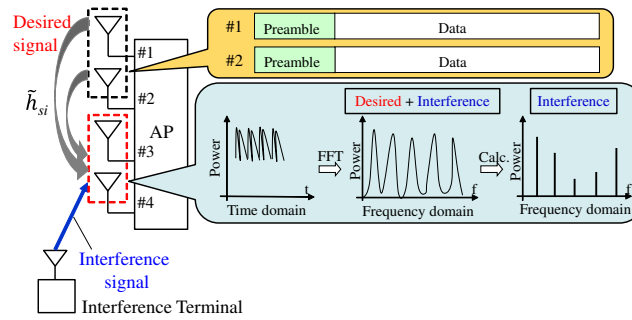 Desired
signal
#1
#2
#3
#4
AP
h̃si
#1 Preamble Data
#2 Preamble Data
Desired + Interference
Interference
Power
t
Time domain
FFT
Power
f
Frequency domain
Calc.
Power
f
Frequency domain
Interference
signal
Interference Terminal